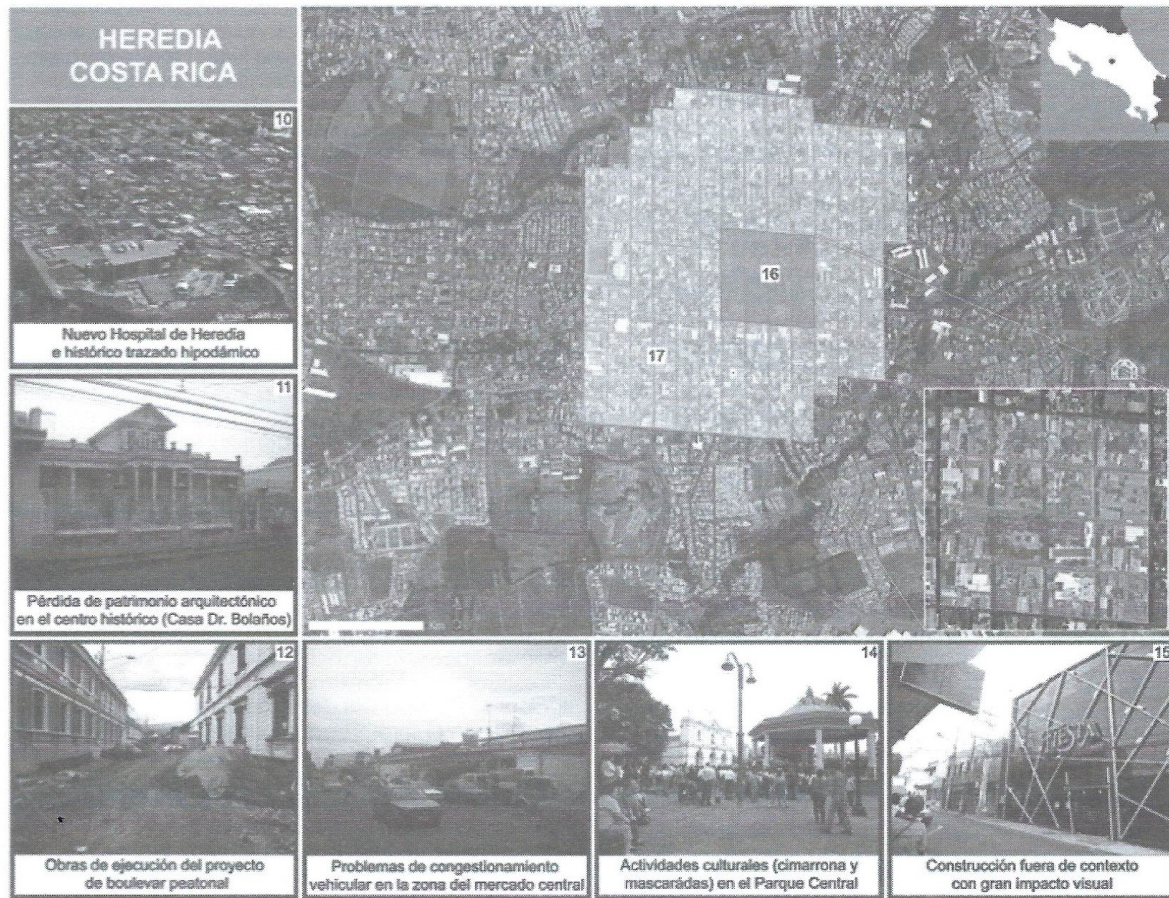 HEREDIA
COSTA RICA
10
Nuevo Hospital de Heredia
e histórico trazado hipodámico
11
Pérdida de patrimonio arquitectónico
en el centro histórico (Casa Dr. Bolaños)
16
17
12
Obras de ejecución del proyecto
de boulevar peatonal
13
Problemas de congestionamiento
vehicular en la zona del mercado central
14
Actividades culturales (cimarrona y
mascarádas) en el Parque Central
15
Construcción fuera de contexto
con gran impacto visual